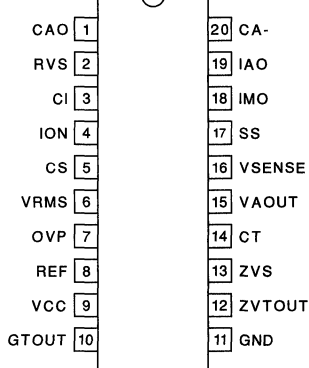 CAO 1 20 CA-
RVS 2 19 IAO
CI 3 18 IMO
ION 4 17 SS
CS 5 16 VSENSE
VRMS 6 15 VAOUT
OVP 7 14 CT
REF 8 13 ZVS
VCC 9 12 ZVTOUT
GTOUT 10 11 GND